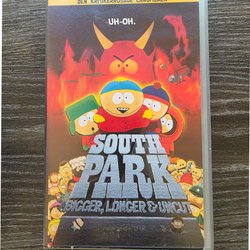 UH-OH.
SOUTH
PARK
BIGGER, LONGER & UNCUT